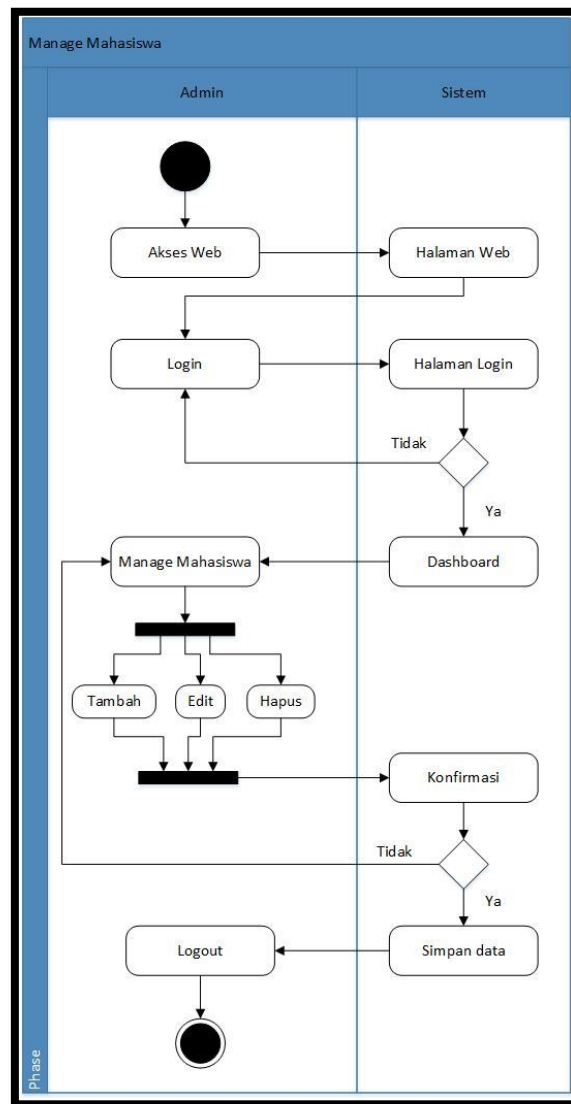 Manage Mahasiswa
Admin
Sistem
Akses Web
Halaman Web
Login
Halaman Login
Tidak
Ya
Manage Mahasiswa
Dashboard
Tambah
Edit
Hapus
Konfirmasi
Tidak
Ya
Logout
Simpan data
Phase